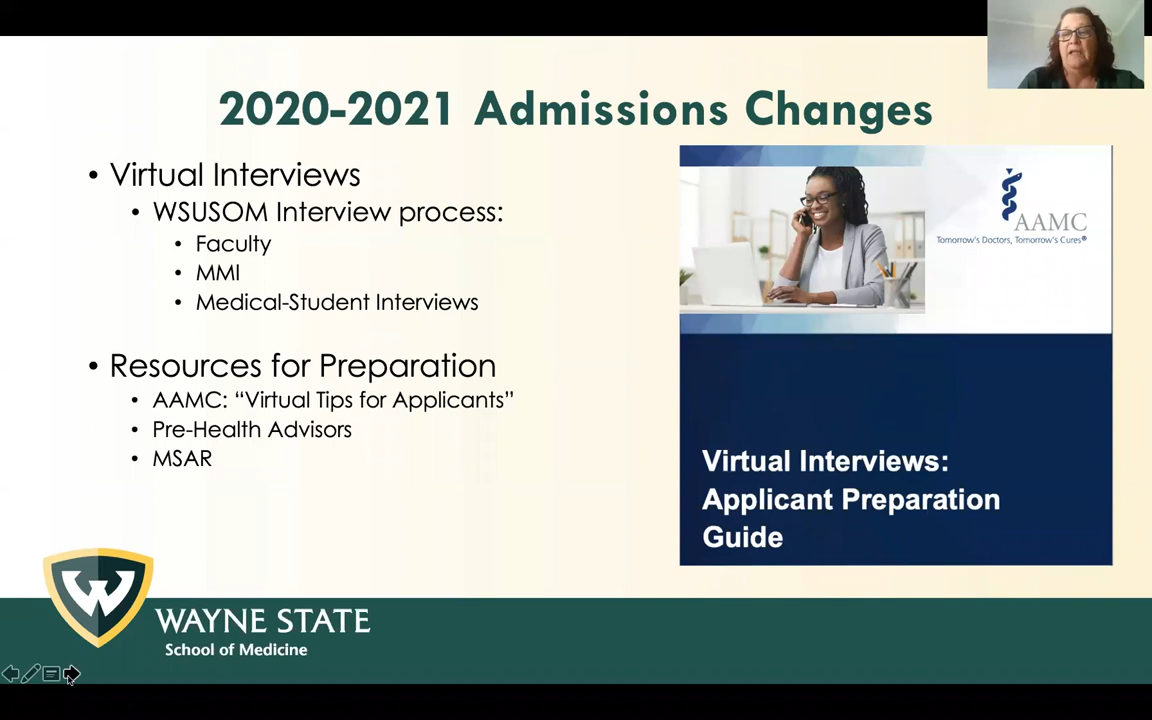 2020-2021 Admissions Changes
• Virtual Interviews
• WSUSOM Interview process:
• Faculty
• MMI
• Medical-Student Interviews
• Resources for Preparation
• AAMC: “Virtual Tips for Applicants”
• Pre-Health Advisors
• MSAR
AAMC
Tomorrow's Doctors, Tomorrow's Cures®
Virtual Interviews:
Applicant Preparation
Guide
W
WAYNE STATE
School of Medicine